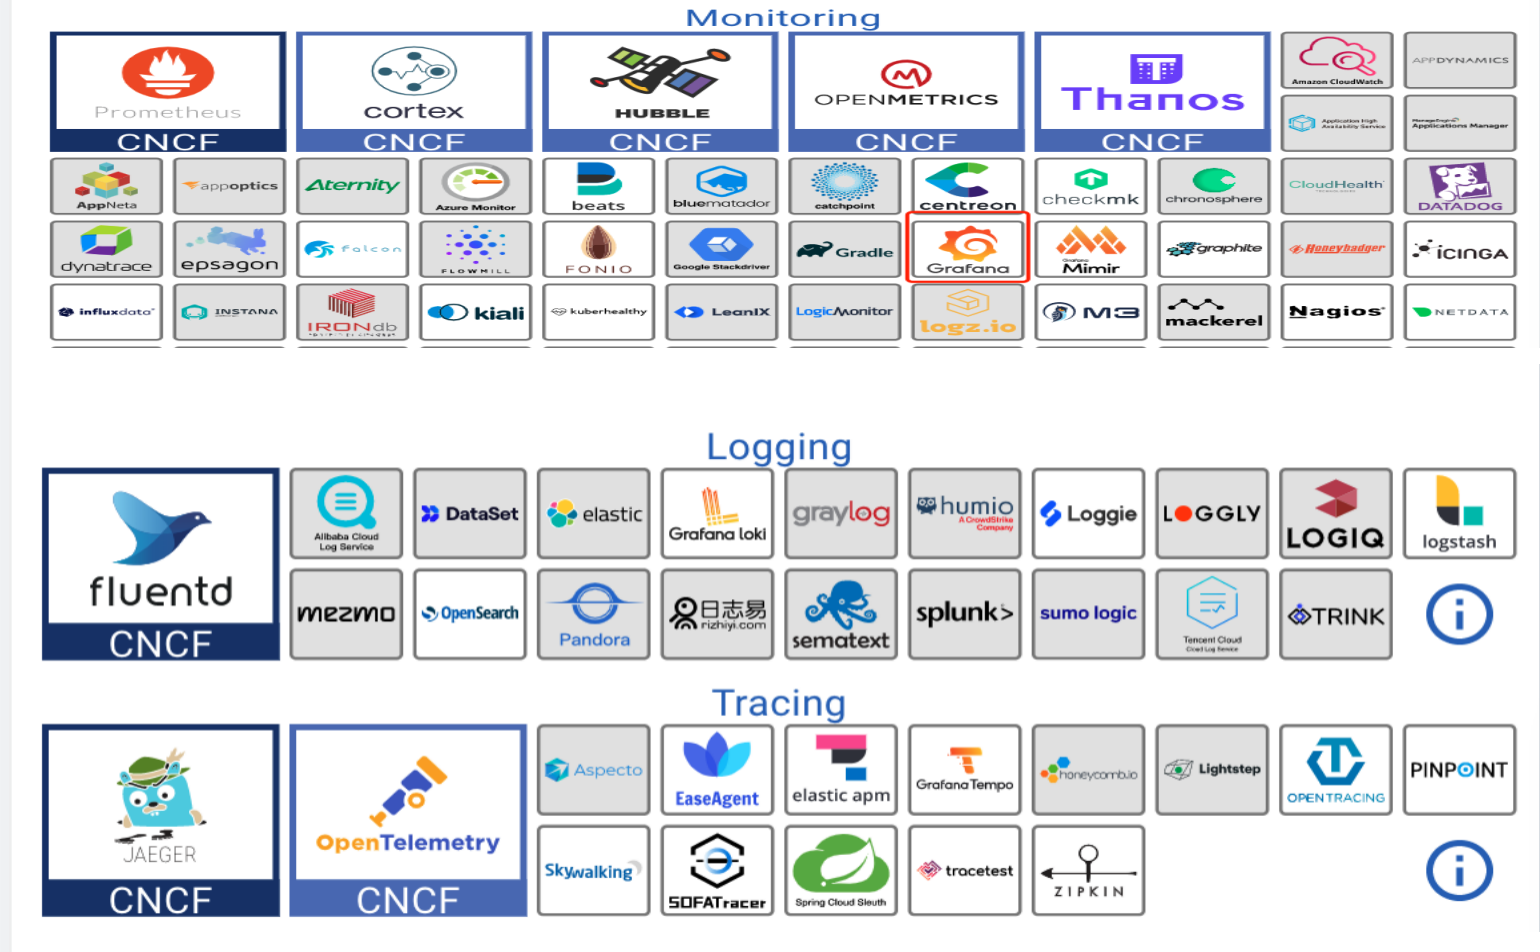 Monitoring
Prometheus
CNCF
cortex
CNCF
HUBBLE
CNCF
OPENMETRICS
CNCF
Thanos
CNCF
Amazon CloudWatch
APPDYNAMICS
Application High
Availability Service
ManageEngine
Applications Manager
AppNeta
appoptics
Aternity
Azure Monitor
beats
bluematador
catchpoint
centreon
checkmk
chronosphere
CloudHealth
DATADOG
dynatrace
epsagon
falcon
FLOWMILL
FONIO
Google Stackdriver
Gradle
Grafana
Grafana
Mimir
graphite
Honeybadger
ICINGA
influxdata
INSTANA
IRONdb
kiali
kuberhealthy
LeanIX
LogicMonitor
logz.io
M3
mackerel
Nagios
NETDATA
Logging
fluentd
CNCF
Alibaba Cloud
Log Service
DataSet
elastic
Grafana loki
graylog
humio
A CrowdStrike
Company
Loggie
LOGGLY
LOGIQ
logstash
mezmo
OpenSearch
Pandora
日志易
rizhiyi.com
sematext
splunk>
sumo logic
Tencent Cloud
Cloud Log Service
TRINK
i
Tracing
JAEGER
CNCF
OpenTelemetry
CNCF
Aspecto
EaseAgent
elastic apm
Grafana Tempo
honeycomb.io
Lightstep
OPENTRACING
PINPOINT
Skywalking
SOFATracer
Spring Cloud Sleuth
tracetest
ZIPKIN
i